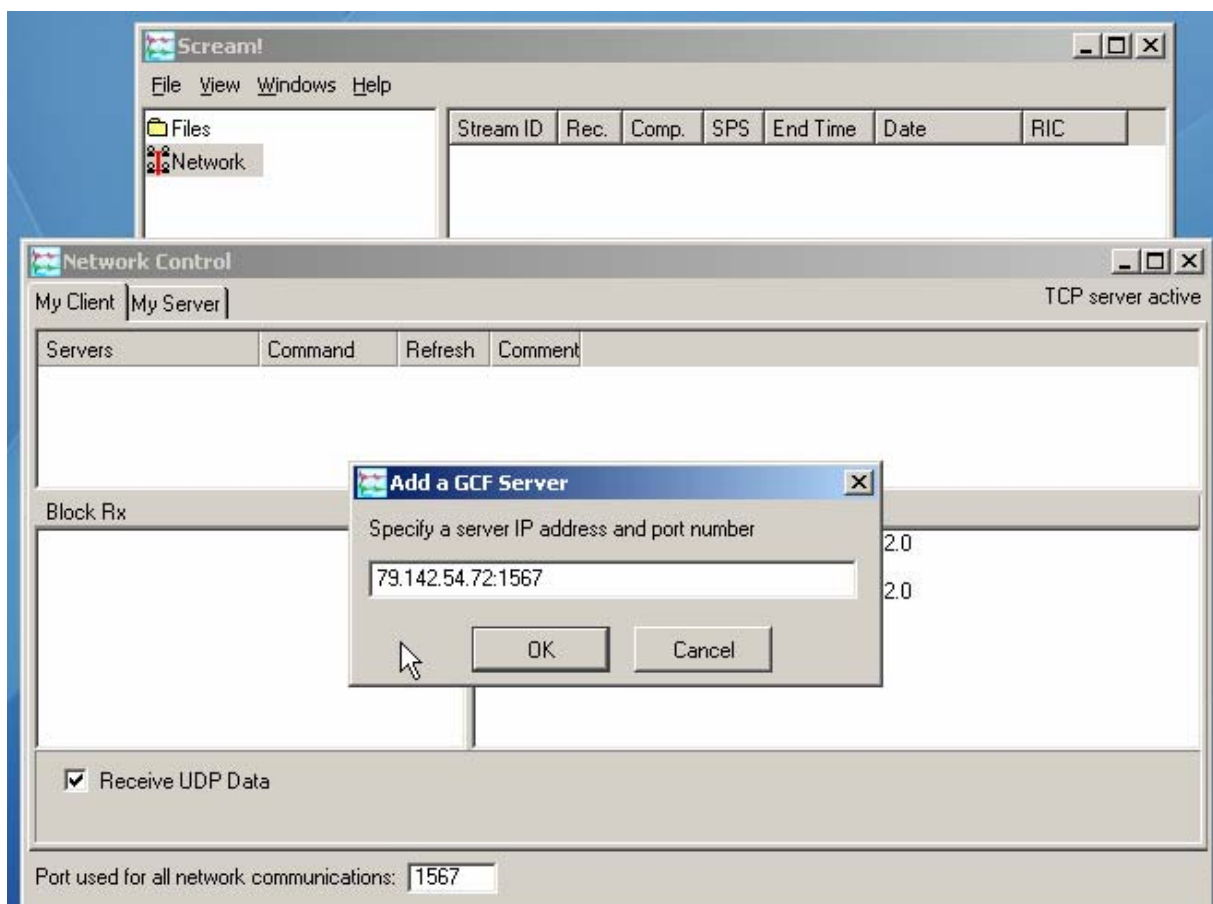 Scream!
File View Windows Help
Files
Network
Stream ID Rec. Comp. SPS End Time Date RIC
Network Control
My Client My Server TCP server active
Servers Command Refresh Comment
Block Rx
2.0
2.0
Add a GCF Server
Specify a server IP address and port number
79.142.54.72:1567
OK Cancel
Receive UDP Data
Port used for all network communications: 1567